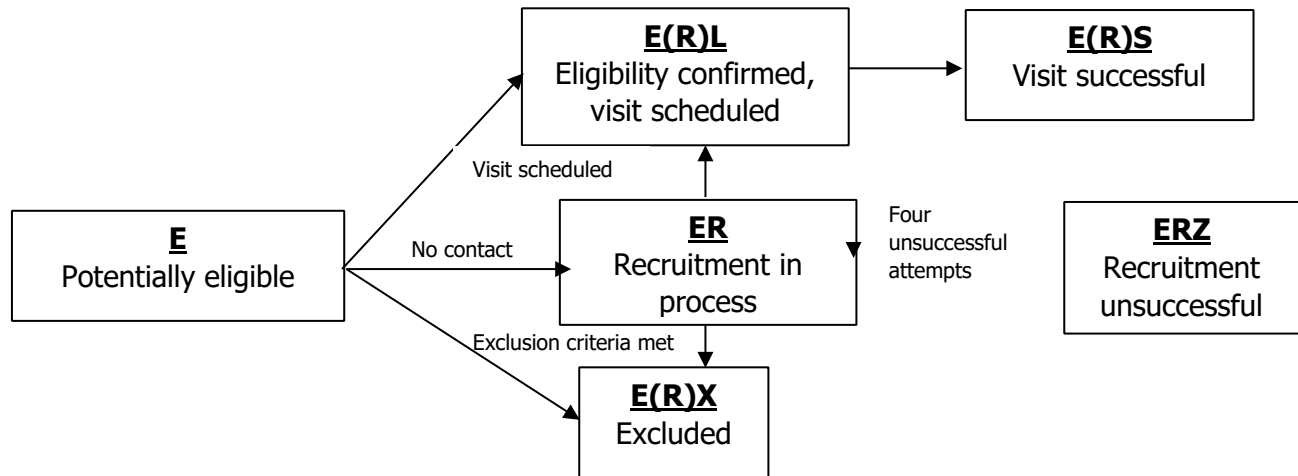 E(R)L
Eligibility confirmed,
visit scheduled
E(R)S
Visit successful
Visit scheduled
E
Potentially eligible
No contact
ER
Recruitment in
process
Four
unsuccessful
attempts
ERZ
Recruitment
unsuccessful
Exclusion criteria met
E(R)X
Excluded